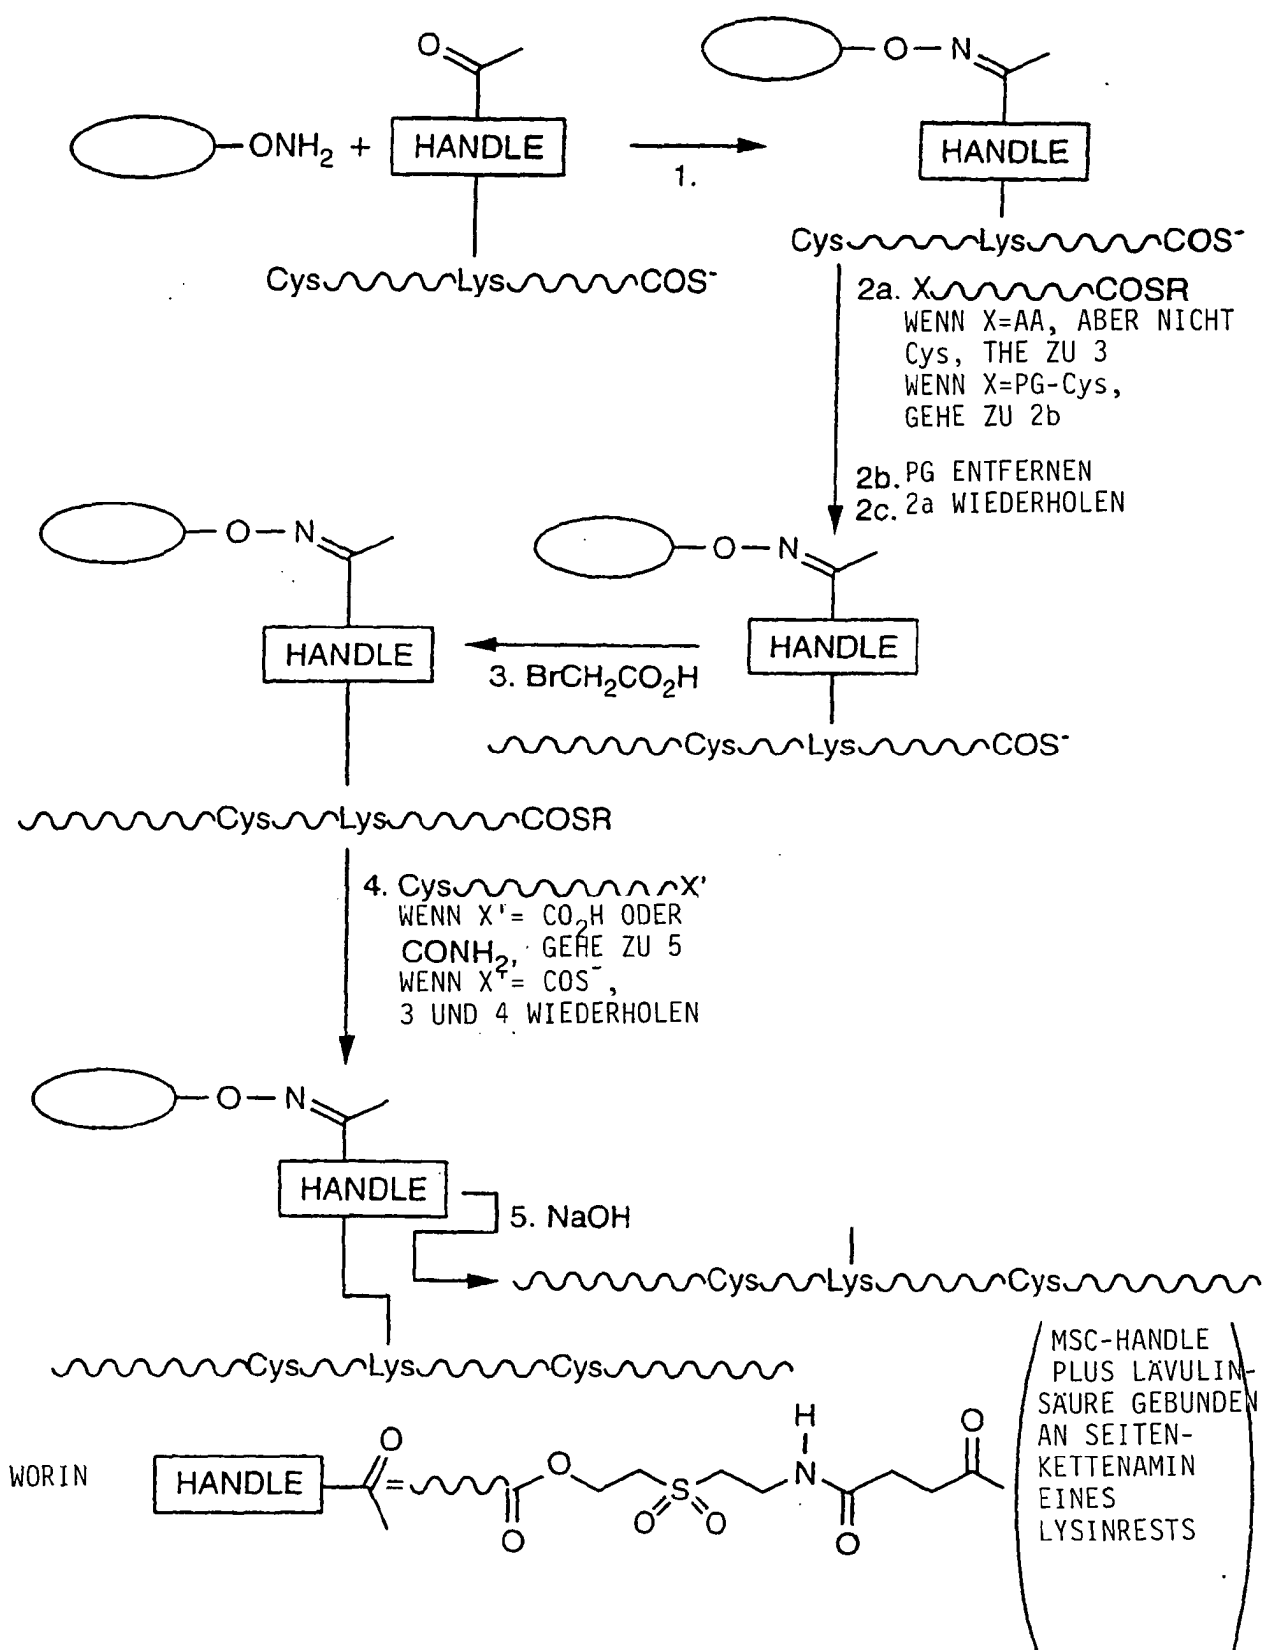 O
O–N
ONH2 + HANDLE
1.
HANDLE
Cys Lys COS-
Cys Lys COS-
2a. X COSR
WENN X=AA, ABER NICHT
Cys, THE ZU 3
WENN X=PG-Cys,
GEHE ZU 2b
2b. PG ENTFERNEN
2c. 2a WIEDERHOLEN
O–N
O–N
HANDLE
HANDLE
3. BrCH2CO2H
Cys Lys COS-
Cys Lys COSR
4. Cys X'
WENN X'= CO2H ODER
CONH2, GEHE ZU 5
WENN X'= COS-,
3 UND 4 WIEDERHOLEN
O–N
HANDLE
5. NaOH
Cys Lys Cys
Cys Lys Cys
MSC-HANDLE
PLUS LÄVULIN-
SÄURE GEBUNDEN
AN SEITEN-
KETTENAMIN
EINES
LYSINREST​S
WORIN HANDLE O = O O S O O H N O O